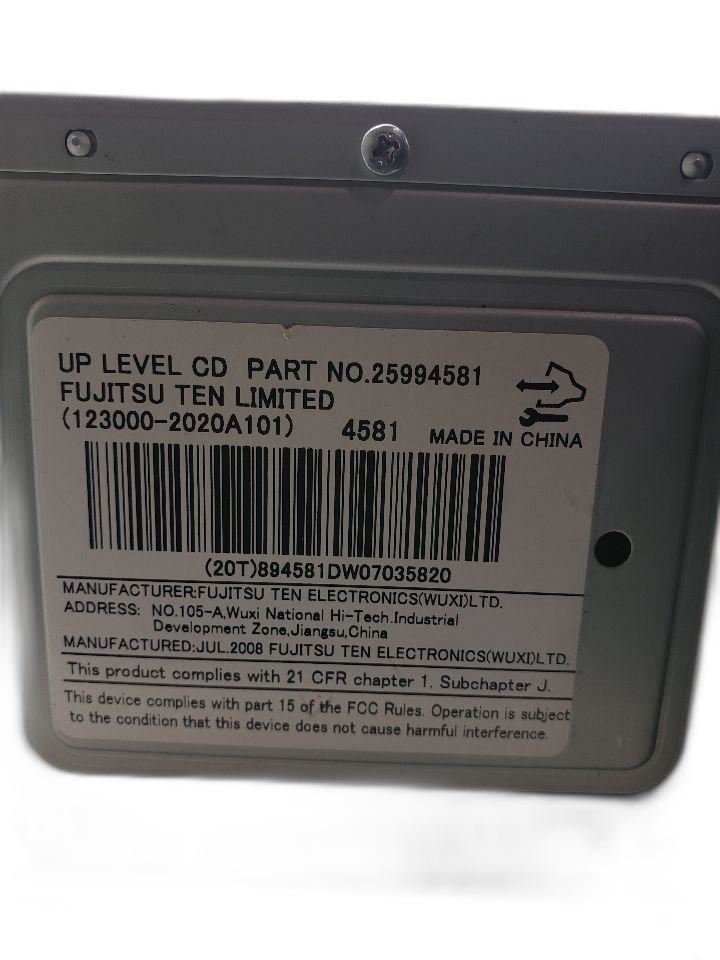 UP LEVEL CD PART NO.25994581
FUJITSU TEN LIMITED
(123000-2020A101) 4581 MADE IN CHINA
(20T)894581DW07035820
MANUFACTURER:FUJITSU TEN ELECTRONICS(WUXI)LTD.
ADDRESS: NO.105-A,Wuxi National Hi-Tech.Industrial
Development Zone,Jiangsu,China
MANUFACTURED:JUL.2008 FUJITSU TEN ELECTRONICS(WUXI)LTD.
This product complies with 21 CFR chapter 1. Subchapter J.
This device complies with part 15 of the FCC Rules. Operation is subject
to the condition that this device does not cause harmful interference.